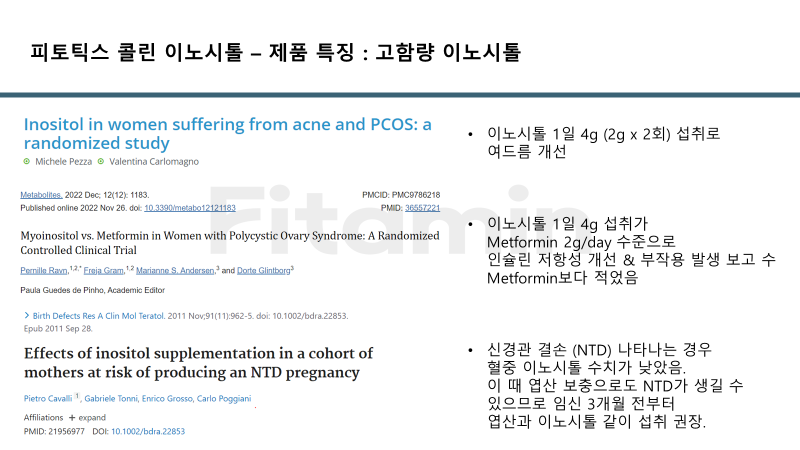 피토틱스 콜린 이노시톨 – 제품 특징 : 고함량 이노시톨
Inositol in women suffering from acne and PCOS: a
randomized study
Michele Pezza Valentina Carlomagno
Metabolites. 2022 Dec; 12(12): 1183. PMCID: PMC9786218
Published online 2022 Nov 26. doi: 10.3390/metabo12121183 PMID: 36557221
Myoinositol vs. Metformin in Women with Polycystic Ovary Syndrome: A Randomized
Controlled Clinical Trial
Pernille Ravn,1,2,* Freja Gram,1,2 Marianne S. Andersen,3 and Dorte Glintborg3
Paula Guedes de Pinho, Academic Editor
> Birth Defects Res A Clin Mol Teratol. 2011 Nov;91(11):962-5. doi: 10.1002/bdra.22853.
Epub 2011 Sep 28.
Effects of inositol supplementation in a cohort of
mothers at risk of producing an NTD pregnancy
Pietro Cavalli 1, Gabriele Tonni, Enrico Grosso, Carlo Poggiani
Affiliations + expand
PMID: 21956977 DOI: 10.1002/bdra.22853
• 이노시톨 1일 4g (2g x 2회) 섭취로
여드름 개선
• 이노시톨 1일 4g 섭취가
Metformin 2g/day 수준으로
인슐린 저항성 개선 & 부작용 발생 보고 수
Metformin보다 적었음
• 신경관 결손 (NTD) 나타나는 경우
혈중 이노시톨 수치가 낮았음.
이 때 엽산 보충으로도 NTD가 생길 수
있으므로 임신 3개월 전부터
엽산과 이노시톨 같이 섭취 권장.
Fitamin